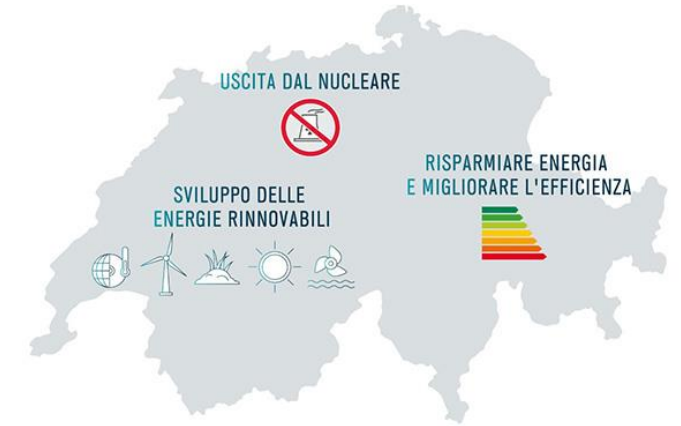 USCITA DAL NUCLEARE
RISPARMIARE ENERGIA
E MIGLIORARE L'EFFICIENZA
SVILUPPO DELLE
ENERGIE RINNOVABILI